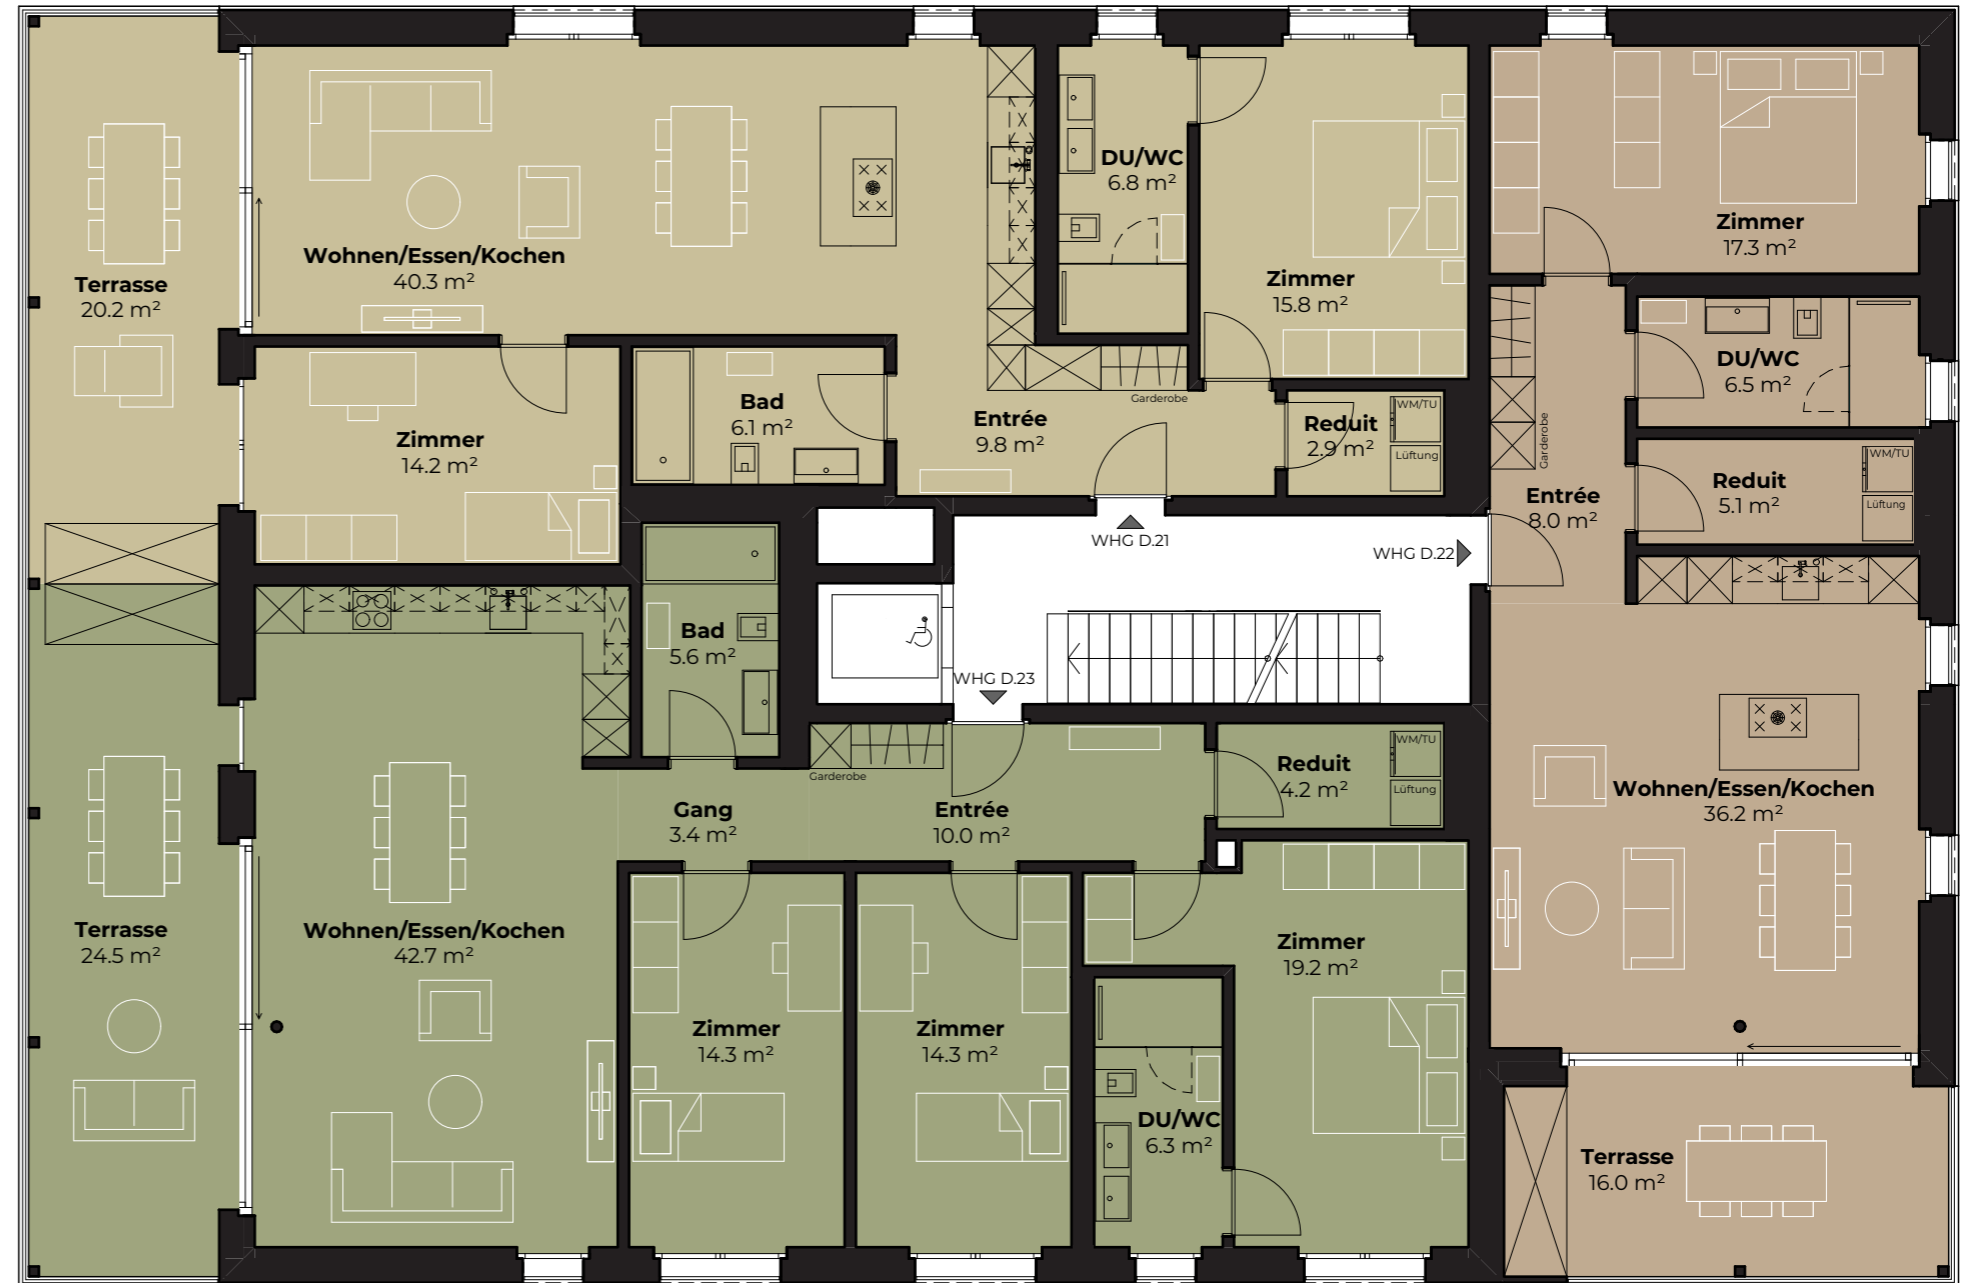 Terrasse
20.2 m²
Wohnen/Essen/Kochen
40.3 m²
DU/WC
6.8 m²
Zimmer
15.8 m²
Zimmer
17.3 m²
Zimmer
14.2 m²
Bad
6.1 m²
Entrée
9.8 m²
Garderobe
Reduit
2.9 m²
WM/TU
Lüftung
DU/WC
6.5 m²
Garderobe
Entrée
8.0 m²
Reduit
5.1 m²
WM/TU
Lüftung
WHG D.21
WHG D.22
WHG D.23
Bad
5.6 m²
Garderobe
Gang
3.4 m²
Entrée
10.0 m²
Reduit
4.2 m²
WM/TU
Lüftung
Wohnen/Essen/Kochen
36.2 m²
Terrasse
24.5 m²
Wohnen/Essen/Kochen
42.7 m²
Zimmer
14.3 m²
Zimmer
14.3 m²
Zimmer
19.2 m²
DU/WC
6.3 m²
Terrasse
16.0 m²